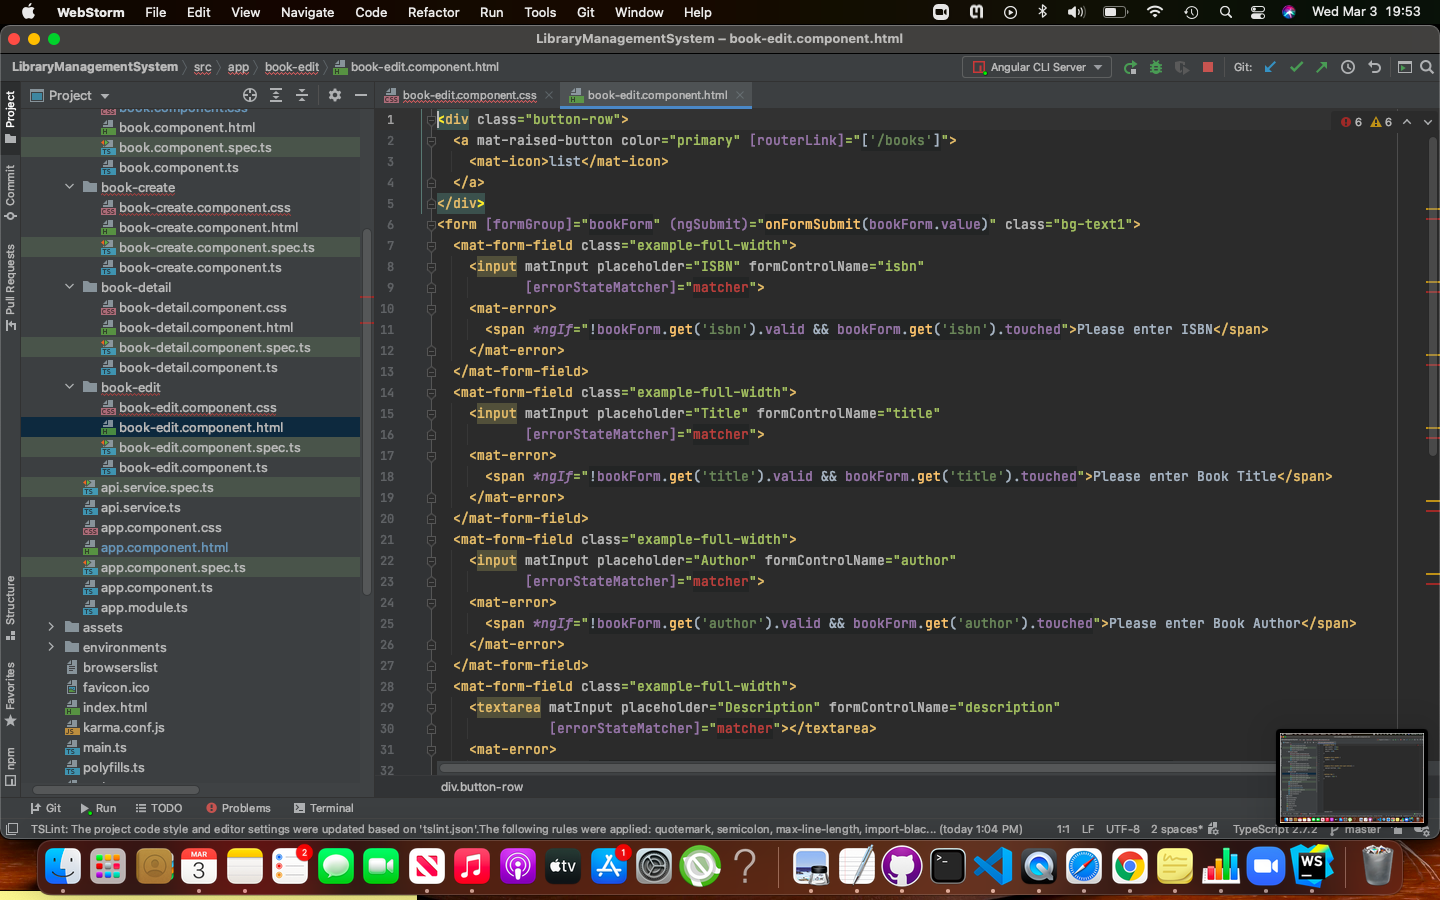 WebStorm File Edit View Navigate Code Refactor Run Tools Git Window Help Wed Mar 3 19:53
LibraryManagementSystem – book-edit.component.html
LibraryManagementSystem src app book-edit book-edit.component.html Angular CLI Server Git:
Project
book-edit.component.css book-edit.component.html
Project
Commit
Pull Requests
Structure
Favorites
npm
book.component.css
book.component.html
book.component.spec.ts
book.component.ts
book-create
book-create.component.css
book-create.component.html
book-create.component.spec.ts
book-create.component.ts
book-detail
book-detail.component.css
book-detail.component.html
book-detail.component.spec.ts
book-detail.component.ts
book-edit
book-edit.component.css
book-edit.component.html
book-edit.component.spec.ts
book-edit.component.ts
api.service.spec.ts
api.service.ts
app.component.css
app.component.html
app.component.spec.ts
app.component.ts
app.module.ts
assets
environments
browserslist
favicon.ico
index.html
karma.conf.js
main.ts
polyfills.ts
6 6
1 <div class="button-row">
2 <a mat-raised-button color="primary" [routerLink]="['/books']">
3 <mat-icon>list</mat-icon>
4 </a>
5 </div>
6 <form [formGroup]="bookForm" (ngSubmit)="onFormSubmit(bookForm.value)" class="bg-text1">
7 <mat-form-field class="example-full-width">
8 <input matInput placeholder="ISBN" formControlName="isbn"
9 [errorStateMatcher]="matcher">
10 <mat-error>
11 <span *ngIf="!bookForm.get('isbn').valid && bookForm.get('isbn').touched">Please enter ISBN</span>
12 </mat-error>
13 </mat-form-field>
14 <mat-form-field class="example-full-width">
15 <input matInput placeholder="Title" formControlName="title"
16 [errorStateMatcher]="matcher">
17 <mat-error>
18 <span *ngIf="!bookForm.get('title').valid && bookForm.get('title').touched">Please enter Book Title</span>
19 </mat-error>
20 </mat-form-field>
21 <mat-form-field class="example-full-width">
22 <input matInput placeholder="Author" formControlName="author"
23 [errorStateMatcher]="matcher">
24 <mat-error>
25 <span *ngIf="!bookForm.get('author').valid && bookForm.get('author').touched">Please enter Book Author</span>
26 </mat-error>
27 </mat-form-field>
28 <mat-form-field class="example-full-width">
29 <textarea matInput placeholder="Description" formControlName="description"
30 [errorStateMatcher]="matcher"></textarea>
31 <mat-error>
32
div.button-row
Git Run TODO Problems Terminal
TSLint: The project code style and editor settings were updated based on 'tslint.json'.The following rules were applied: quotemark, semicolon, max-line-length, import-blac... (today 1:04 PM) 1:1 LF UTF-8 2 spaces* TypeScript 2.7.2 master
MAR
3
2
tv
1
WS